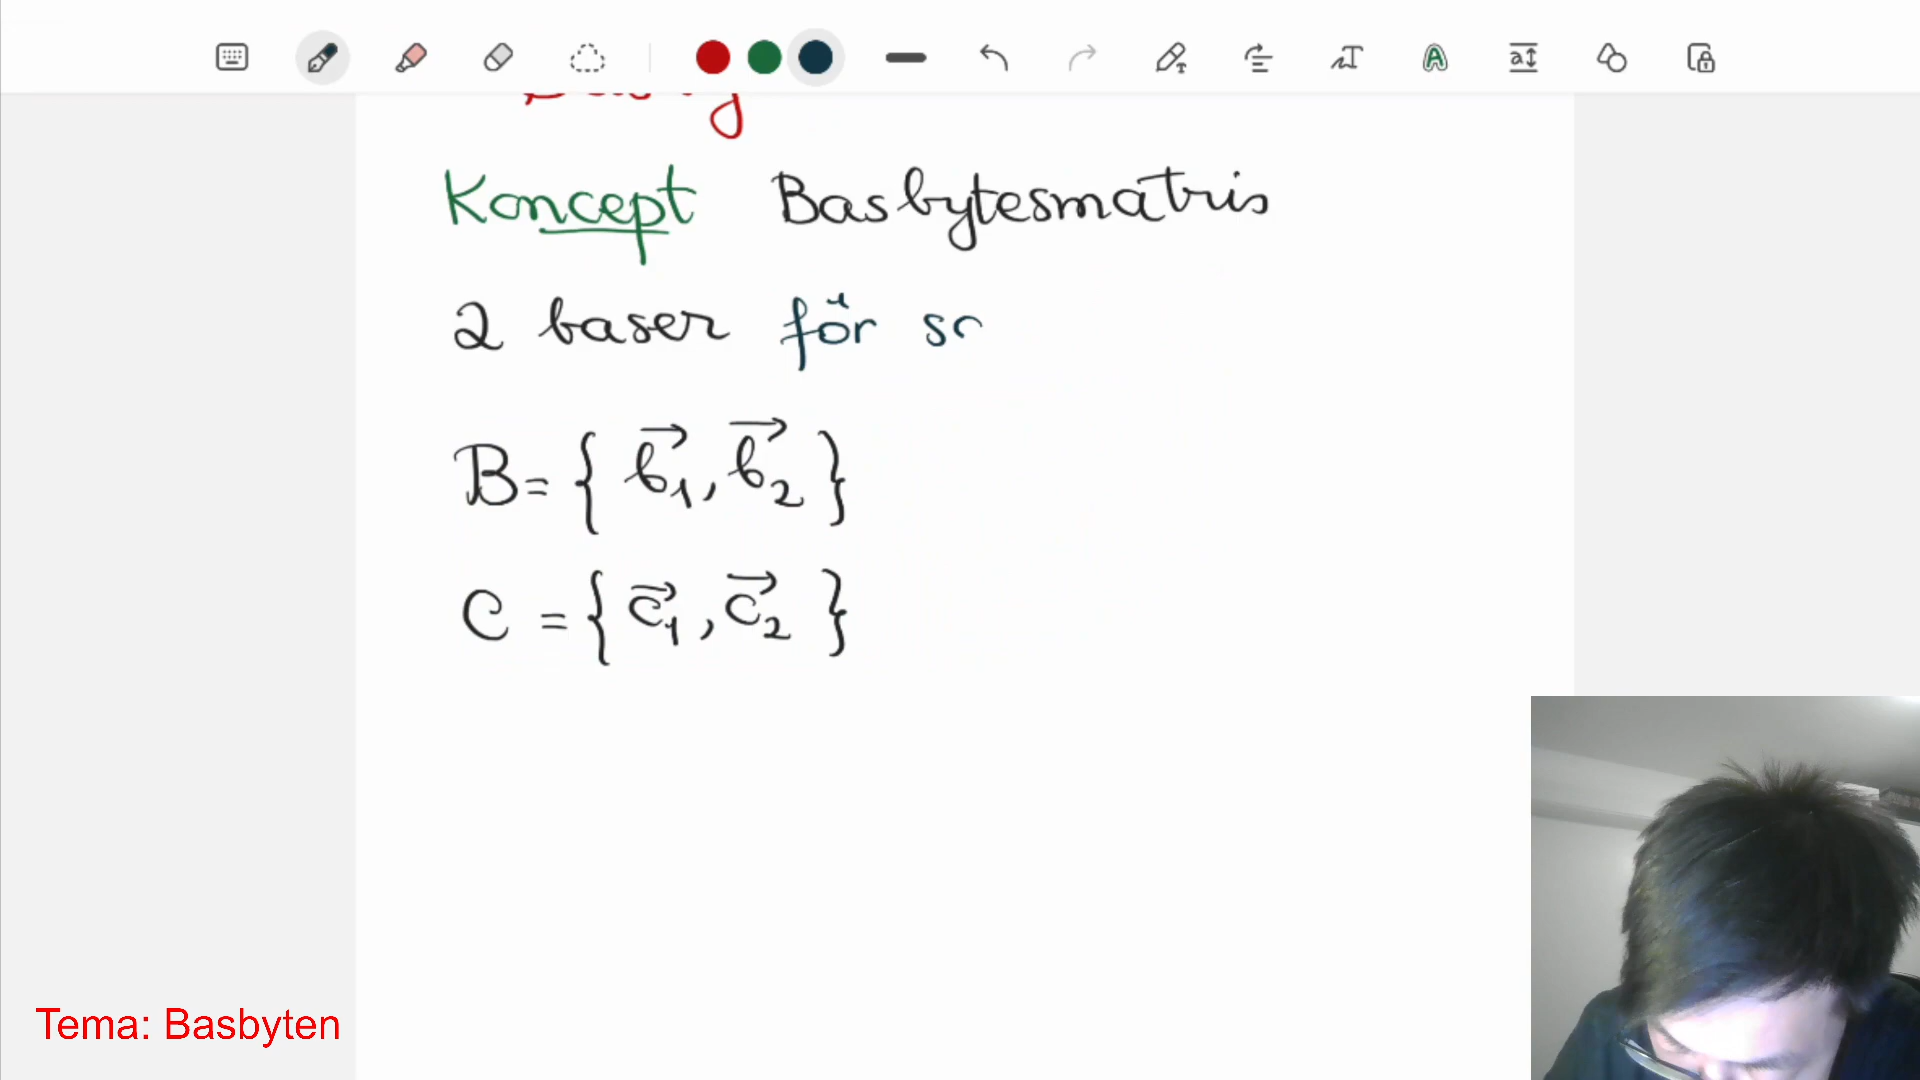 Koncept Basbytesmatris
2 baser för
B = { b⃗₁, b⃗₂ }
C = { c⃗₁, c⃗₂ }
Tema: Basbyten